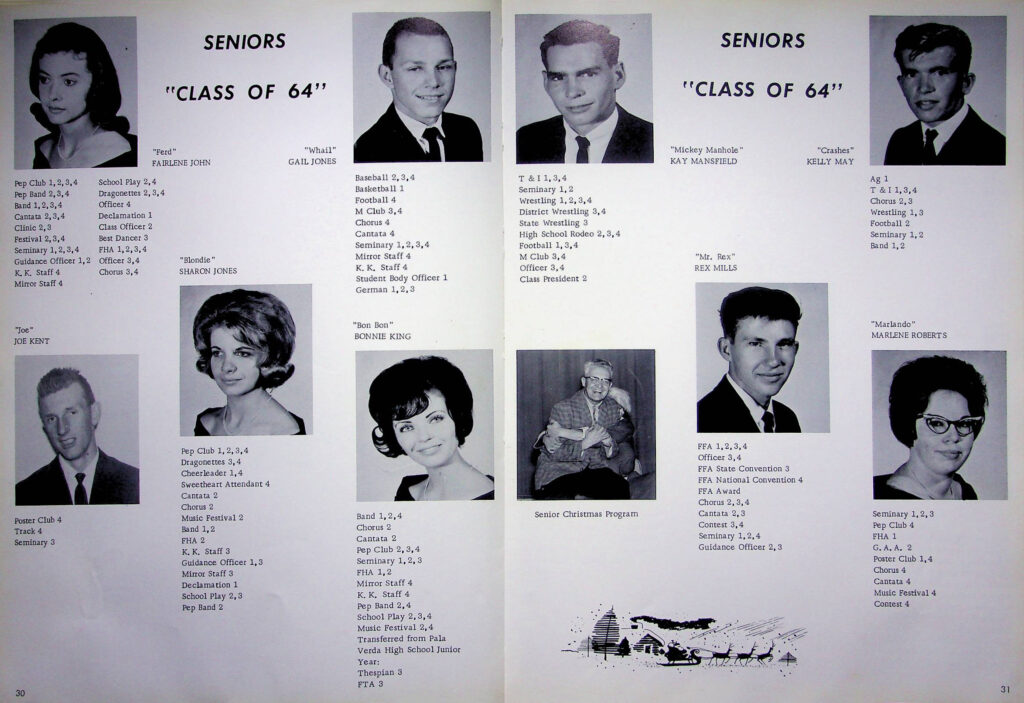 SENIORS
"CLASS OF 64"
"Ferd"
FAIRLENE JOHN
Pep Club 1,2,3,4
Pep Band 2,3,4
Band 1,2,3,4
Cantata 2,3,4
Clinic 2,3
Festival 2,3,4
Seminary 1,2,3,4
Guidance Officer 1,2
K. K. Staff 4
Mirror Staff 4
School Play 2,4
Dragonettes 2,3,4
Officer 4
Declamation 1
Class Officer 2
Best Dancer 3
FHA 1,2,3,4
Officer 3,4
Chorus 3,4
"Whail"
GAIL JONES
Baseball 2,3,4
Basketball 1
Football 4
M Club 3,4
Chorus 4
Cantata 4
Seminary 1,2,3,4
Mirror Staff 4
K. K. Staff 4
Student Body Officer 1
German 1,2,3
"Joe"
JOE KENT
Poster Club 4
Track 4
Seminary 3
"Blondie"
SHARON JONES
Pep Club 1,2,3,4
Dragonettes 3,4
Cheerleader 1,4
Sweetheart Attendant 4
Cantata 2
Chorus 2
Music Festival 2
Band 1,2
FHA 2
K. K. Staff 3
Guidance Officer 1,3
Mirror Staff 3
Declamation 1
School Play 2,3
Pep Band 2
"Bon Bon"
BONNIE KING
Band 1,2,4
Chorus 2
Cantata 2
Pep Club 2,3,4
Seminary 1,2,3
FHA 1,2
Mirror Staff 4
K. K. Staff 4
Pep Band 2,4
School Play 2,3,4
Music Festival 2,4
Transferred from Pala
Verda High School Junior
Year:
Thespian 3
FTA 3
30
SENIORS
"CLASS OF 64"
"Mickey Manhole"
KAY MANSFIELD
T & I 1,3,4
Seminary 1,2
Wrestling 1,2,3,4
District Wrestling 3,4
State Wrestling 3
High School Rodeo 2,3,4
Football 1,3,4
M Club 3,4
Officer 3,4
Class President 2
"Crashes"
KELLY MAY
Ag 1
T & I 1,3,4
Chorus 2,3
Wrestling 1,3
Football 2
Seminary 1,2
Band 1,2
Senior Christmas Program
"Mr. Rex"
REX MILLS
FFA 1,2,3,4
Officer 3,4
FFA State Convention 3
FFA National Convention 4
FFA Award
Chorus 2,3,4
Cantata 2,3
Contest 3,4
Seminary 1,2,4
Guidance Officer 2,3
"Marlando"
MARLENE ROBERTS
Seminary 1,2,3
Pep Club 4
FHA 1
G. A. A. 2
Poster Club 1,4
Chorus 4
Cantata 4
Music Festival 4
Contest 4
31